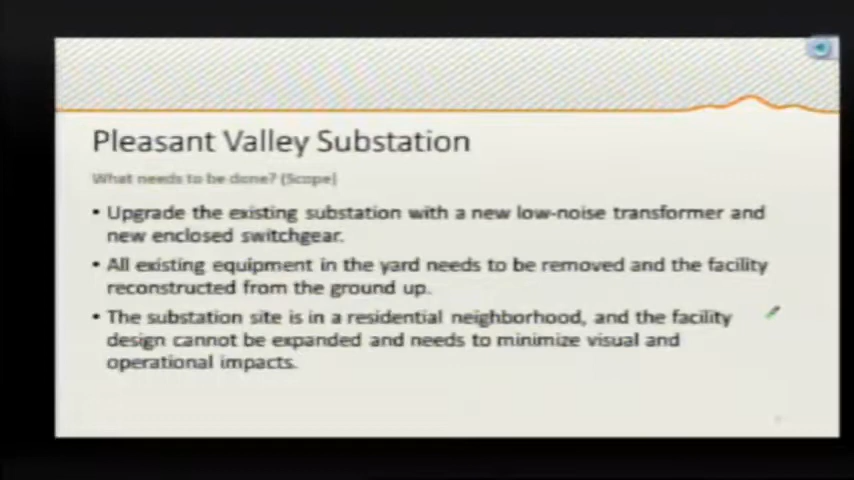 Pleasant Valley Substation
What needs to be done? (Scope)
• Upgrade the existing substation with a new low-noise transformer and
new enclosed switchgear.
• All existing equipment in the yard needs to be removed and the facility
reconstructed from the ground up.
• The substation site is in a residential neighborhood, and the facility
design cannot be expanded and needs to minimize visual and
operational impacts.